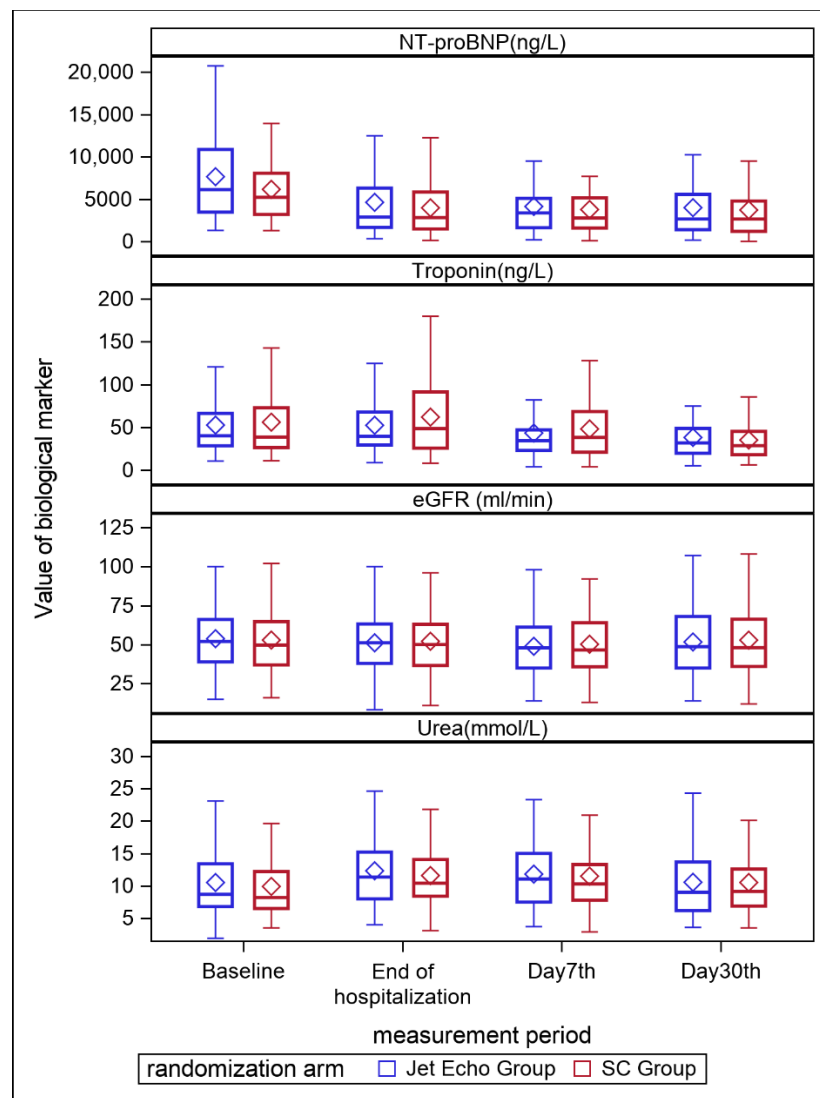 NT-proBNP(ng/L)
20,000
15,000
10,000
5000
0
Troponin(ng/L)
200
150
100
50
0
eGFR (ml/min)
125
100
75
50
25
Urea(mmol/L)
30
25
20
15
10
5
Value of biological marker
Baseline
End of
hospitalization
Day7th
Day30th
measurement period
randomization arm Jet Echo Group SC Group